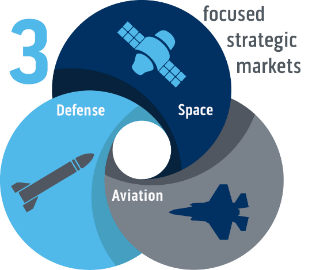 3 focused
strategic
markets
Defense Space
Aviation